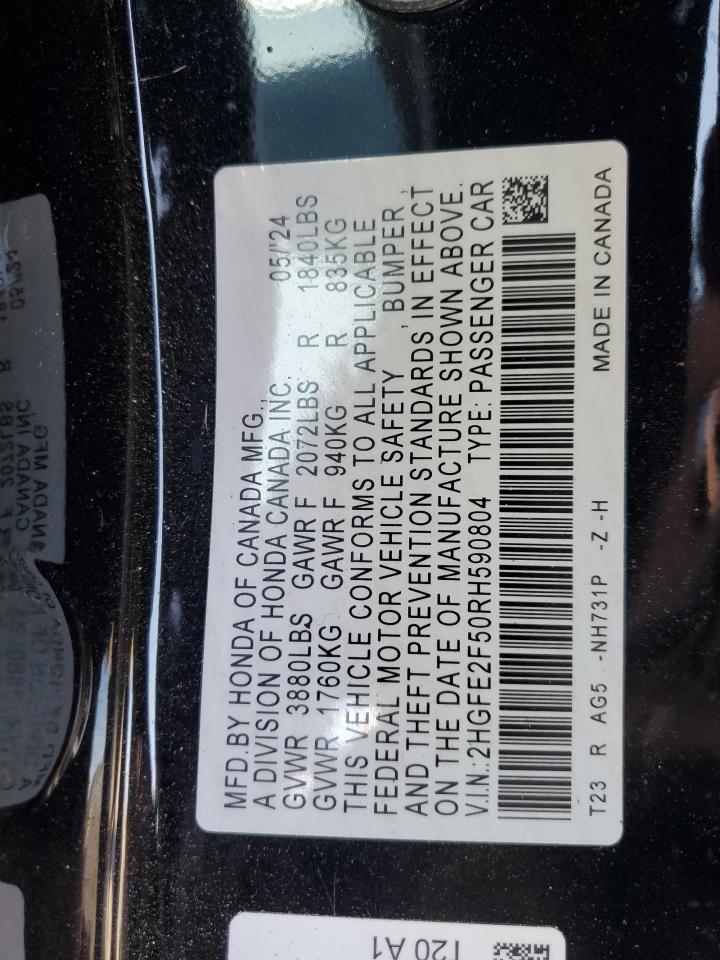 MFD.BY HONDA OF CANADA MFG.,
A DIVISION OF HONDA CANADA INC. 05/'24
GVWR 3880LBS GAWR F 2072LBS R 1840LBS
GVWR 1760KG GAWR F 940KG R 835KG
THIS VEHICLE CONFORMS TO ALL APPLICABLE
FEDERAL MOTOR VEHICLE SAFETY, BUMPER,
AND THEFT PREVENTION STANDARDS IN EFFECT
ON THE DATE OF MANUFACTURE SHOWN ABOVE.
V.I.N.:2HGFE2F50RH590804 TYPE: PASSENGER CAR
T23 R AG5 -NH731P -Z -H MADE IN CANADA
T20 A1